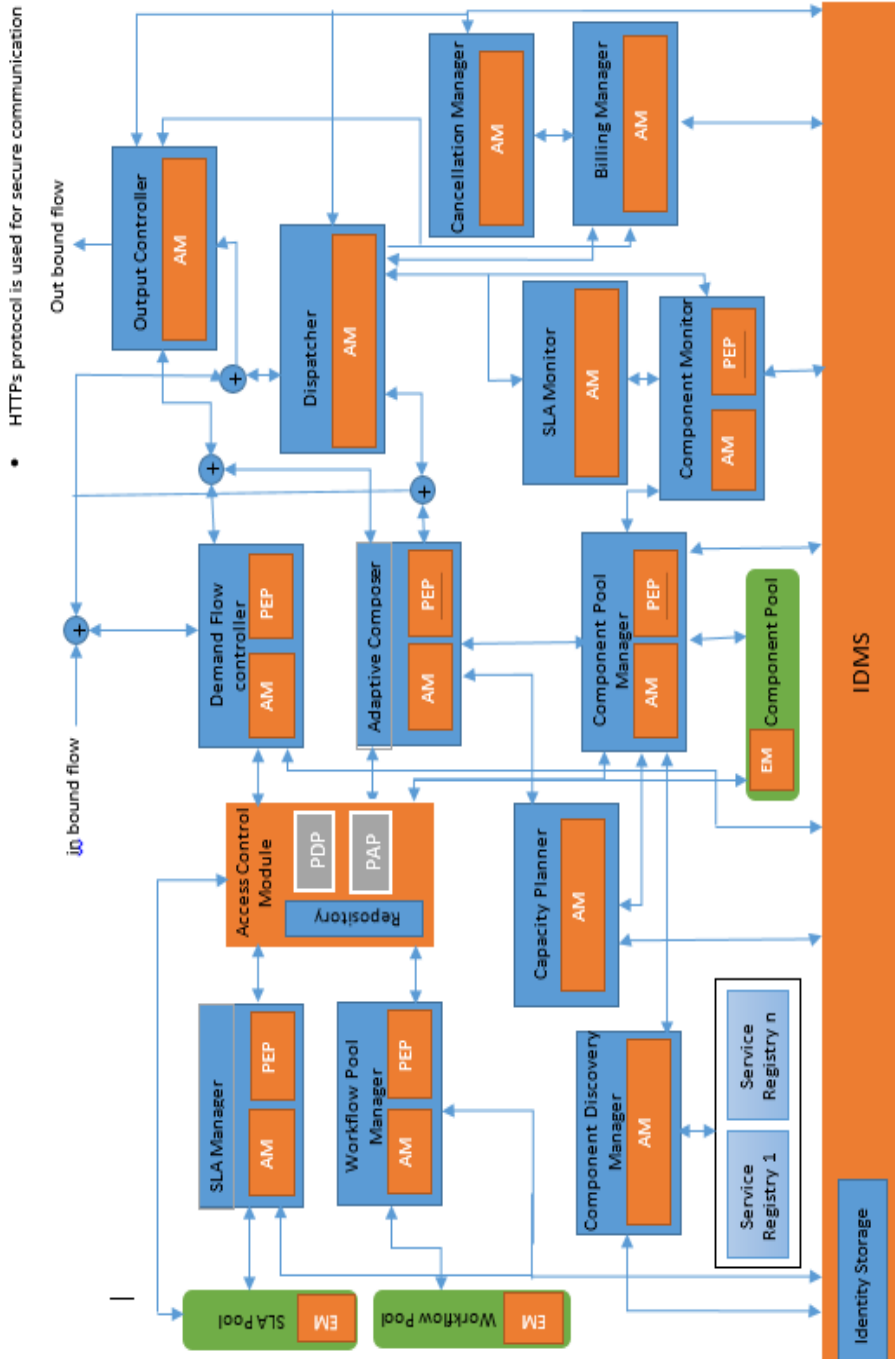 • HTTPs protocol is used for secure communication
in bound flow
Out bound flow
SLA Pool
EM
SLA Manager
AM
PEP
Access Control
Module
PDP
PAP
Repository
Demand Flow
controller
AM
PEP
+
+
+
+
Output Controller
AM
Workflow Pool
EM
Workflow Pool
Manager
AM
PEP
Adaptive Composer
AM
PEP
Dispatcher
AM
Cancellation Manager
AM
Capacity Planner
AM
Component Pool
Manager
AM
PEP
SLA Monitor
AM
Billing Manager
AM
Component Discovery
Manager
AM
Component Monitor
AM
PEP
Service
Registry 1
Service
Registry n
EM
Component Pool
Identity Storage
IDMS